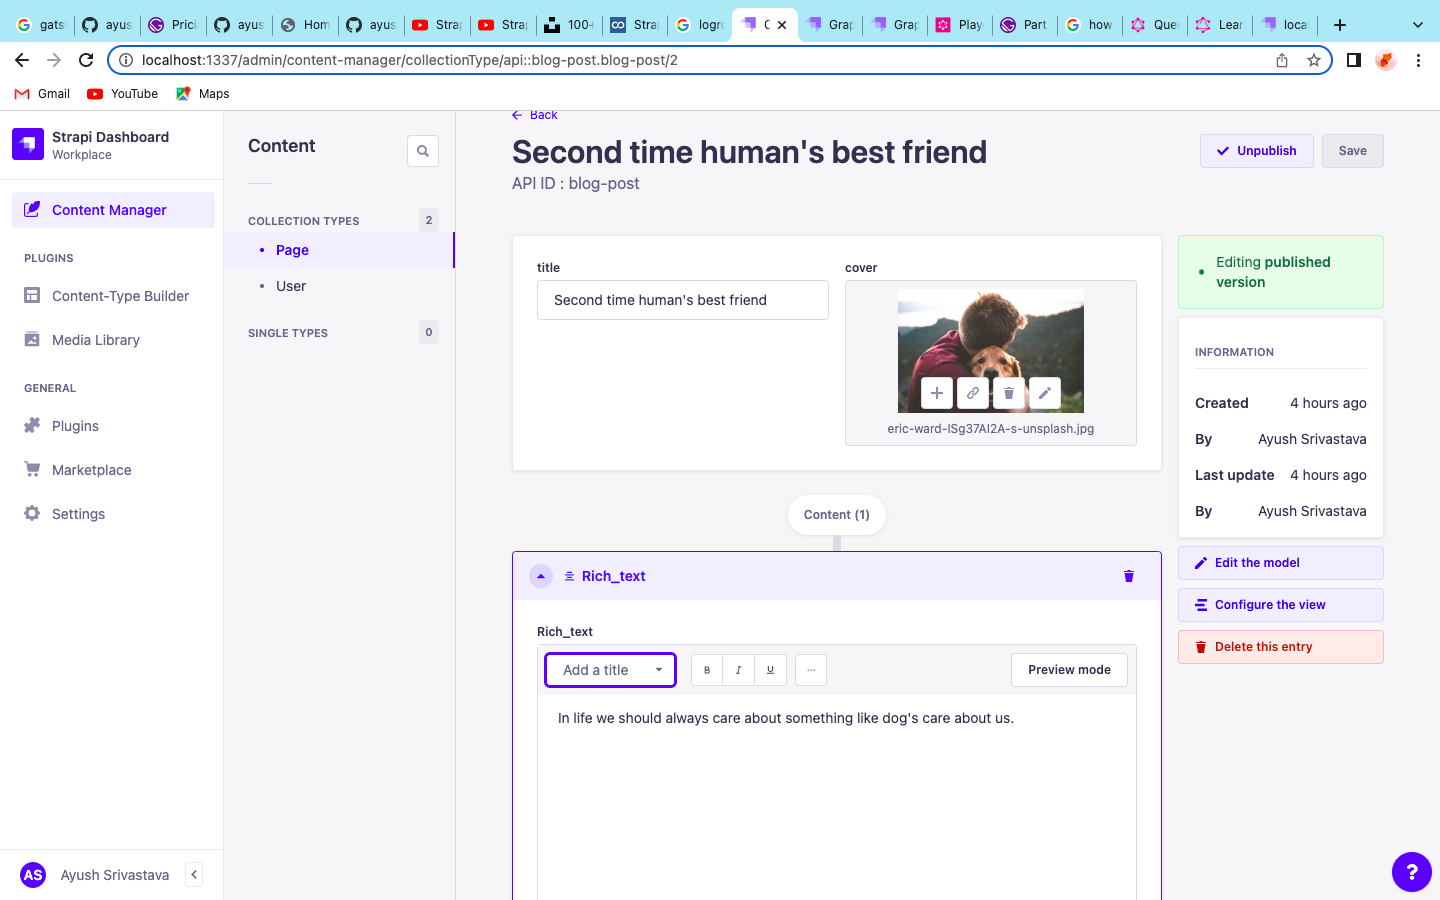 gats
ayus
Prici
ayus
Hom
ayus
Stra
Stra
100+
Stra
logro
Grap
Grap
Play
Part
how
Que
Lear
loca
localhost:1337/admin/content-manager/collectionType/api::blog-post.blog-post/2
Gmail YouTube Maps
Strapi Dashboard
Workplace
Content Manager
PLUGINS
Content-Type Builder
Media Library
GENERAL
Plugins
Marketplace
Settings
AS Ayush Srivastava
Content
COLLECTION TYPES 2
Page
User
SINGLE TYPES 0
Back
Second time human's best friend
API ID : blog-post
Unpublish Save
title
Second time human's best friend
cover
eric-ward-ISg37AI2A-s-unsplash.jpg
Content (1)
Rich_text
Rich_text
Add a title B I U ... Preview mode
In life we should always care about something like dog's care about us.
Editing published
version
INFORMATION
Created 4 hours ago
By Ayush Srivastava
Last update 4 hours ago
By Ayush Srivastava
Edit the model
Configure the view
Delete this entry
?